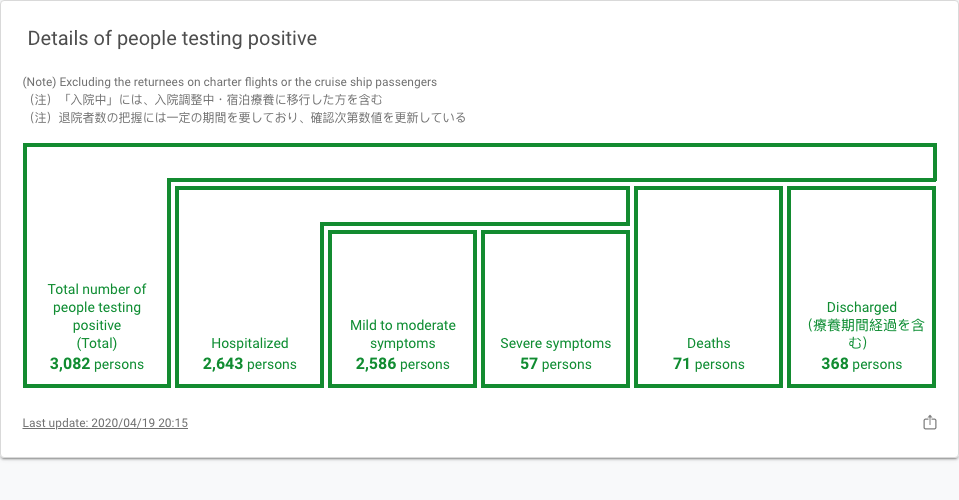 Details of people testing positive
(Note) Excluding the returnees on charter flights or the cruise ship passengers
（注）「入院中」には、入院調整中・宿泊療養に移行した方を含む
（注）退院者数の把握には一定の期間を要しており、確認次第数値を更新している
Total number of
people testing
positive
(Total)
3,082 persons
Hospitalized
2,643 persons
Mild to moderate
symptoms
2,586 persons
Severe symptoms
57 persons
Deaths
71 persons
Discharged
（療養期間経過を含
む）
368 persons
Last update: 2020/04/19 20:15